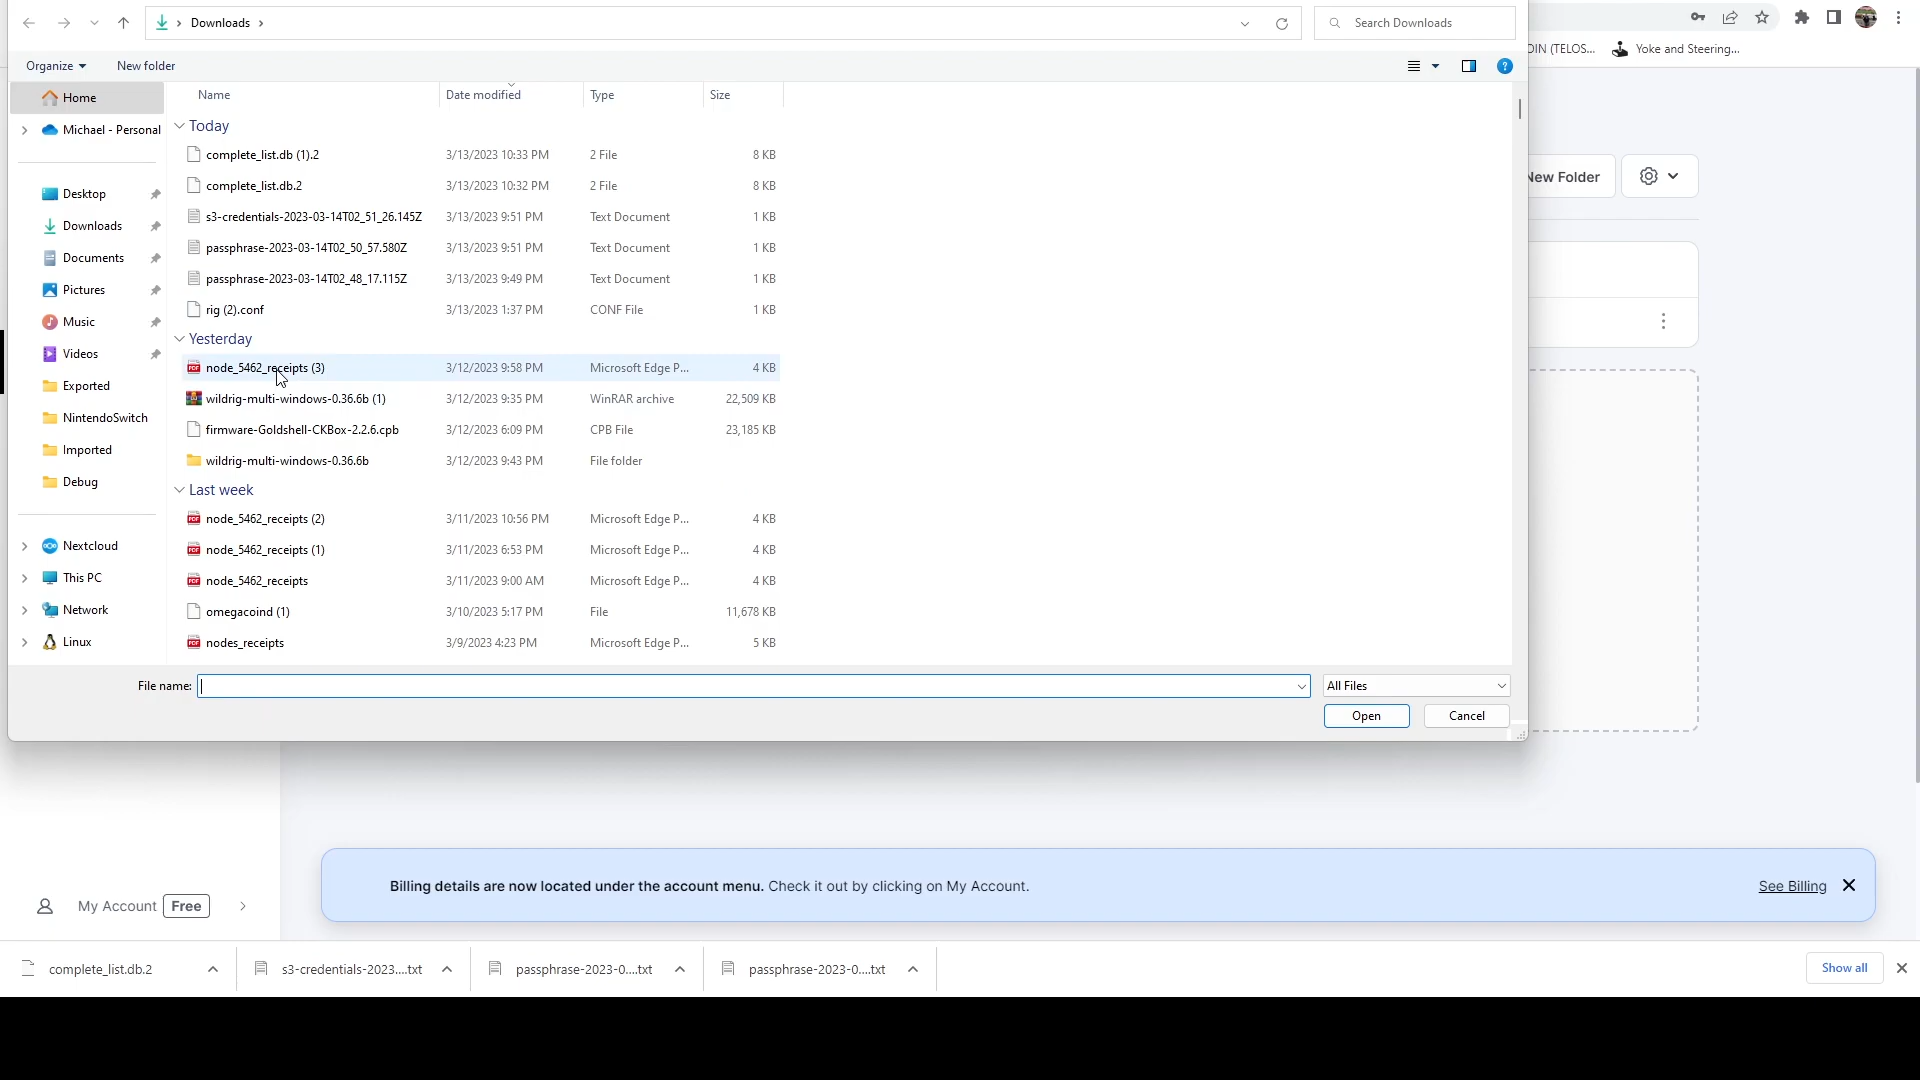 Downloads
Search Downloads
DIN (TELOS...
Yoke and Steering...
Organize
New folder
Home
Michael - Personal
Desktop
Downloads
Documents
Pictures
Music
Videos
Exported
NintendoSwitch
Imported
Debug
Nextcloud
This PC
Network
Linux
Name Date modified Type Size
Today
complete_list.db (1).2 3/13/2023 10:33 PM 2 File 8 KB
complete_list.db.2 3/13/2023 10:32 PM 2 File 8 KB
s3-credentials-2023-03-14T02_51_26.145Z 3/13/2023 9:51 PM Text Document 1 KB
passphrase-2023-03-14T02_50_57.580Z 3/13/2023 9:51 PM Text Document 1 KB
passphrase-2023-03-14T02_48_17.115Z 3/13/2023 9:49 PM Text Document 1 KB
rig (2).conf 3/13/2023 1:37 PM CONF File 1 KB
Yesterday
node_5462_receipts (3) 3/12/2023 9:58 PM Microsoft Edge P... 4 KB
wildrig-multi-windows-0.36.6b (1) 3/12/2023 9:35 PM WinRAR archive 22,509 KB
firmware-Goldshell-CKBox-2.2.6.cpb 3/12/2023 6:09 PM CPB File 23,185 KB
wildrig-multi-windows-0.36.6b 3/12/2023 9:43 PM File folder
Last week
node_5462_receipts (2) 3/11/2023 10:56 PM Microsoft Edge P... 4 KB
node_5462_receipts (1) 3/11/2023 6:53 PM Microsoft Edge P... 4 KB
node_5462_receipts 3/11/2023 9:00 AM Microsoft Edge P... 4 KB
omegacoind (1) 3/10/2023 5:17 PM File 11,678 KB
nodes_receipts 3/9/2023 4:23 PM Microsoft Edge P... 5 KB
File name:
All Files
Open
Cancel
New Folder
Billing details are now located under the account menu. Check it out by clicking on My Account.
See Billing
My Account Free
complete_list.db.2
s3-credentials-2023....txt
passphrase-2023-0....txt
passphrase-2023-0....txt
Show all